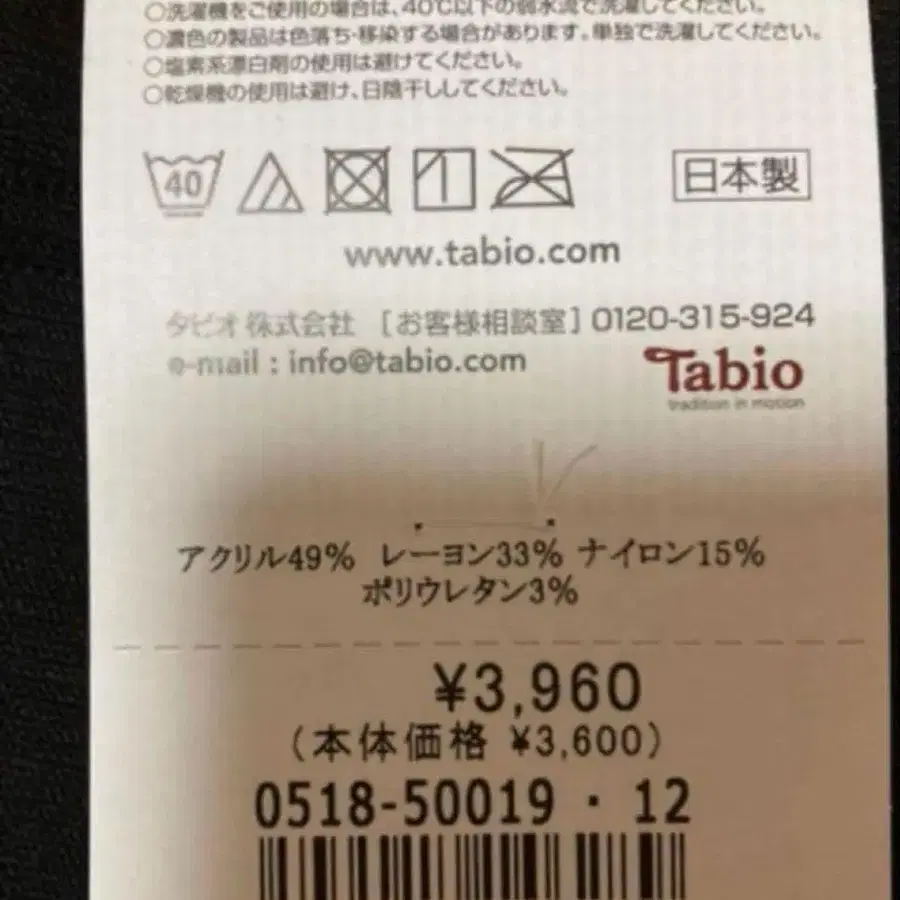 ○洗濯機をご使用の場合は、40℃以下の弱水流で洗濯してください。
○濃色の製品は色落ち・移染する場合があります。単独で洗濯してください。
○塩素系漂白剤の使用は避けてください。
○乾燥機の使用は避け、日陰干ししてください。
40
日本製
www.tabio.com
タビオ株式会社 [お客様相談室] 0120-315-924
e-mail : info@tabio.com
Tabio
tradition in motion
アクリル49% レーヨン33% ナイロン15%
ポリウレタン3%
¥3,960
(本体価格 ¥3,600)
0518-50019・12